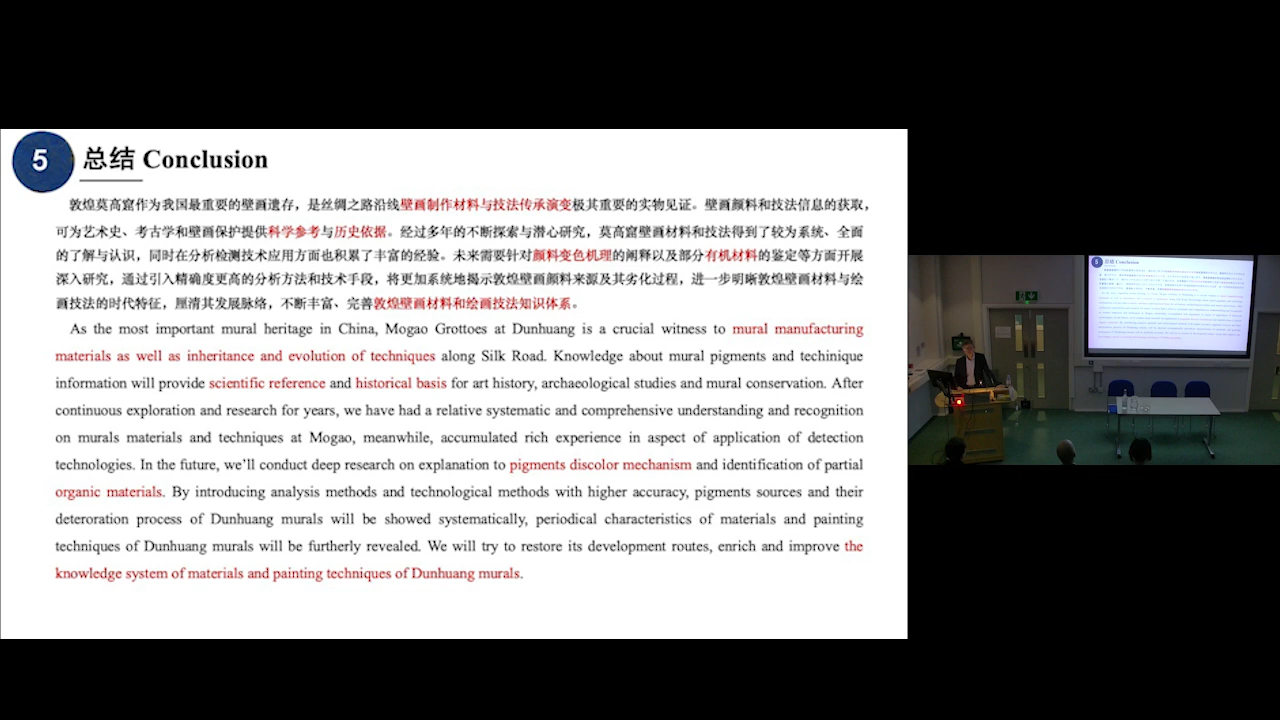 5
总结 Conclusion
敦煌莫高窟作为我国最重要的壁画遗存，是丝绸之路沿线壁画制作材料与技法传承演变极其重要的实物见证。壁画颜料和技法信息的获取，
可为艺术史、考古学和壁画保护提供科学参考与历史依据。经过多年的不断探索与潜心研究，莫高窟壁画材料和技法得到了较为系统、全面
的了解与认识，同时在分析检测技术应用方面也积累了丰富的经验。未来需要针对颜料变色机理的阐释以及部分有机材料的鉴定等方面开展
深入研究，通过引入精确度更高的分析方法和技术手段，将更加系统地揭示敦煌壁画颜料来源及其劣化过程，进一步明晰敦煌壁画材料与绘
画技法的时代特征，厘清其发展脉络，不断丰富、完善敦煌壁画材料和绘画技法知识体系。
As the most important mural heritage in China, Mogao Grottoes at Dunhuang is a crucial witness to mural manufacturing
materials as well as inheritance and evolution of techniques along Silk Road. Knowledge about mural pigments and techinique
information will provide scientific reference and historical basis for art history, archaeological studies and mural conservation. After
continuous exploration and research for years, we have had a relative systematic and comprehensive understanding and recognition
on murals materials and techniques at Mogao, meanwhile, accumulated rich experience in aspect of application of detection
technologies. In the future, we'll conduct deep research on explanation to pigments discolor mechanism and identification of partial
organic materials. By introducing analysis methods and technological methods with higher accuracy, pigments sources and their
deteroration process of Dunhuang murals will be showed systematically, periodical characteristics of materials and painting
techniques of Dunhuang murals will be furtherly revealed. We will try to restore its development routes, enrich and improve the
knowledge system of materials and painting techniques of Dunhuang murals.
5 总结 Conclusion